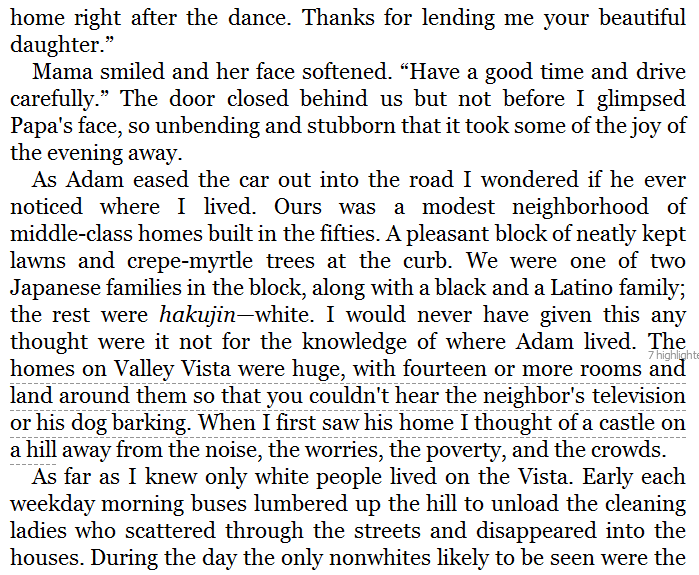 home right after the dance. Thanks for lending me your beautiful
daughter.”
Mama smiled and her face softened. “Have a good time and drive
carefully.” The door closed behind us but not before I glimpsed
Papa's face, so unbending and stubborn that it took some of the joy of
the evening away.
As Adam eased the car out into the road I wondered if he ever
noticed where I lived. Ours was a modest neighborhood of
middle-class homes built in the fifties. A pleasant block of neatly kept
lawns and crepe-myrtle trees at the curb. We were one of two
Japanese families in the block, along with a black and a Latino family;
the rest were hakujin—white. I would never have given this any
thought were it not for the knowledge of where Adam lived. The
7 highlighte
homes on Valley Vista were huge, with fourteen or more rooms and
land around them so that you couldn't hear the neighbor's television
or his dog barking. When I first saw his home I thought of a castle on
a hill away from the noise, the worries, the poverty, and the crowds.
As far as I knew only white people lived on the Vista. Early each
weekday morning buses lumbered up the hill to unload the cleaning
ladies who scattered through the streets and disappeared into the
houses. During the day the only nonwhites likely to be seen were the